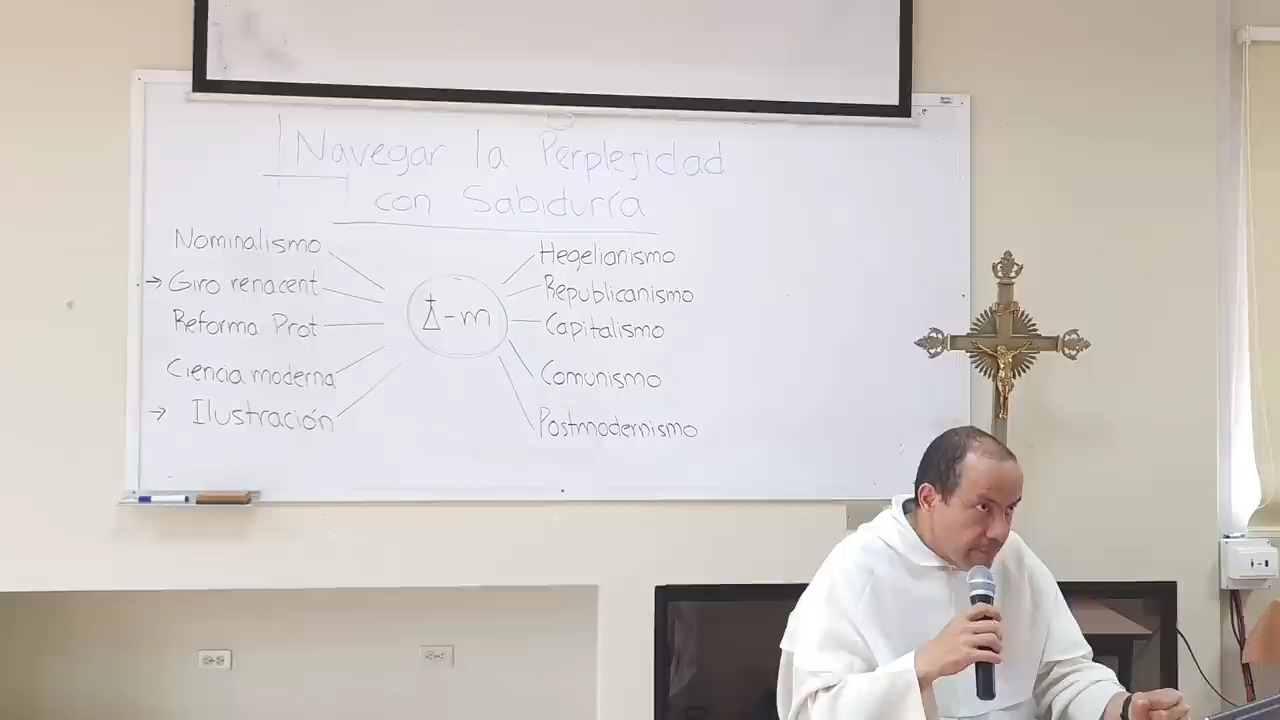 Navegar la Perplejidad
con Sabiduría
Nominalismo
→ Giro renacent
Reforma Prot
Ciencia moderna
→ Ilustración
-m
Hegelianismo
Republicanismo
Capitalismo
Comunismo
Postmodernismo